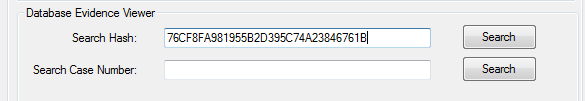 Database Evidence Viewer
Search Hash: 76CF8FA981955B2D395C74A23846761B Search
Search Case Number: Search